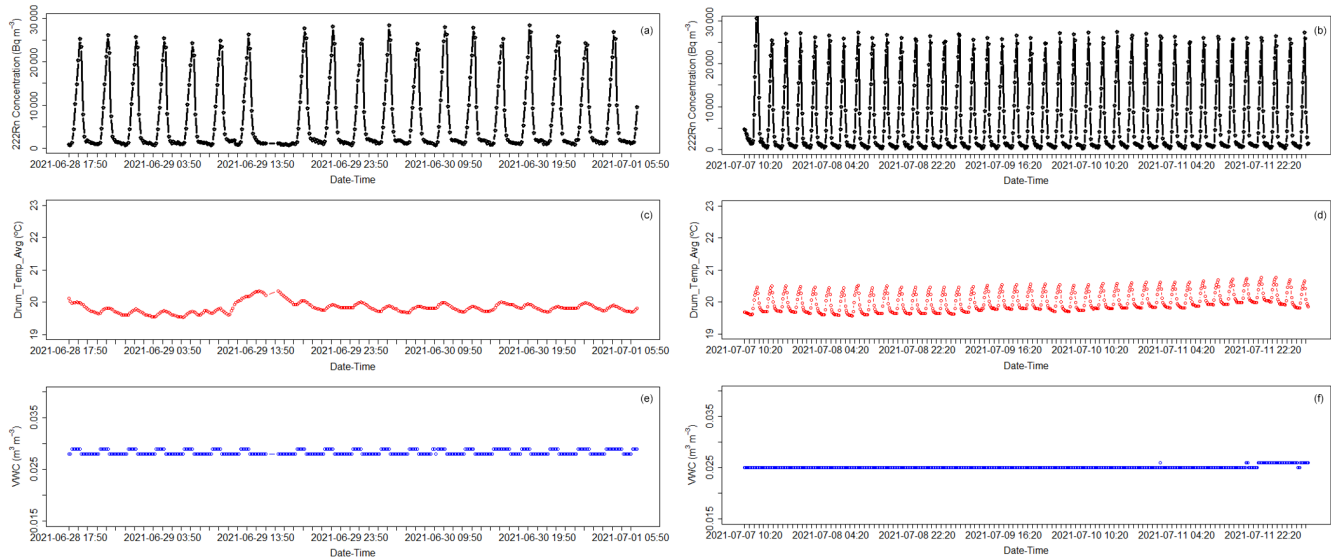 (a)
222Rn Concentration (Bq m⁻³)
0 10000 20000 30000
2021-06-28 17:50 2021-06-29 03:50 2021-06-29 13:50 2021-06-29 23:50 2021-06-30 09:50 2021-06-30 19:50 2021-07-01 05:50
Date-Time
(b)
222Rn Concentration (Bq m⁻³)
0 10000 20000 30000
2021-07-07 10:20 2021-07-08 04:20 2021-07-08 22:20 2021-07-09 16:20 2021-07-10 10:20 2021-07-11 04:20 2021-07-11 22:20
Date-Time
(c)
Drum_Temp_Avg (ºC)
19 20 21 22 23
2021-06-28 17:50 2021-06-29 03:50 2021-06-29 13:50 2021-06-29 23:50 2021-06-30 09:50 2021-06-30 19:50 2021-07-01 05:50
Date-Time
(d)
Drum_Temp_Avg (ºC)
19 20 21 22 23
2021-07-07 10:20 2021-07-08 04:20 2021-07-08 22:20 2021-07-09 16:20 2021-07-10 10:20 2021-07-11 04:20 2021-07-11 22:20
Date-Time
(e)
VWC (m³ m⁻³)
0.015 0.025 0.035
2021-06-28 17:50 2021-06-29 03:50 2021-06-29 13:50 2021-06-29 23:50 2021-06-30 09:50 2021-06-30 19:50 2021-07-01 05:50
Date-Time
(f)
VWC (m³ m⁻³)
0.015 0.025 0.035
2021-07-07 10:20 2021-07-08 04:20 2021-07-08 22:20 2021-07-09 16:20 2021-07-10 10:20 2021-07-11 04:20 2021-07-11 22:20
Date-Time